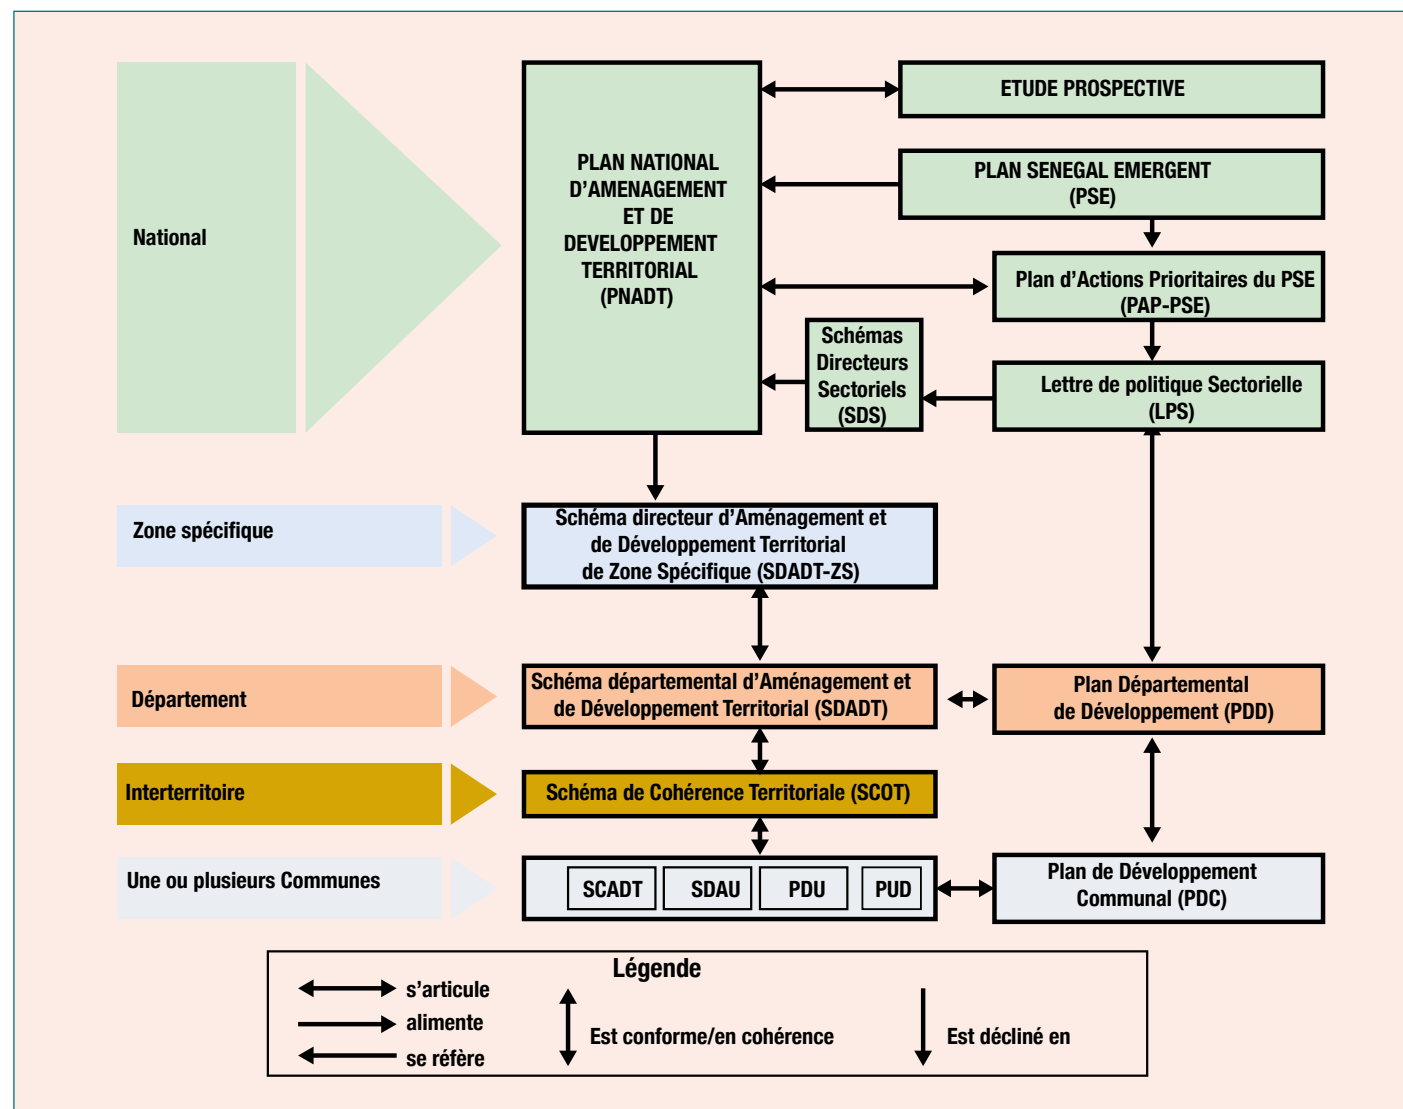 National
PLAN NATIONAL
D’AMENAGEMENT
ET DE
DEVELOPPEMENT
TERRITORIAL
(PNADT)
ETUDE PROSPECTIVE
PLAN SENEGAL EMERGENT
(PSE)
Plan d’Actions Prioritaires du PSE
(PAP-PSE)
Schémas
Directeurs
Sectoriels
(SDS)
Lettre de politique Sectorielle
(LPS)
Zone spécifique
Schéma directeur d’Aménagement et
de Développement Territorial
de Zone Spécifique (SDADT-ZS)
Département
Schéma départemental d’Aménagement et
de Développement Territorial (SDADT)
Plan Départemental
de Développement (PDD)
Interterritoire
Schéma de Cohérence Territoriale (SCOT)
Une ou plusieurs Communes
SCADT
SDAU
PDU
PUD
Plan de Développement
Communal (PDC)
Légende
s’articule
alimente
se réfère
Est conforme/en cohérence
Est décliné en